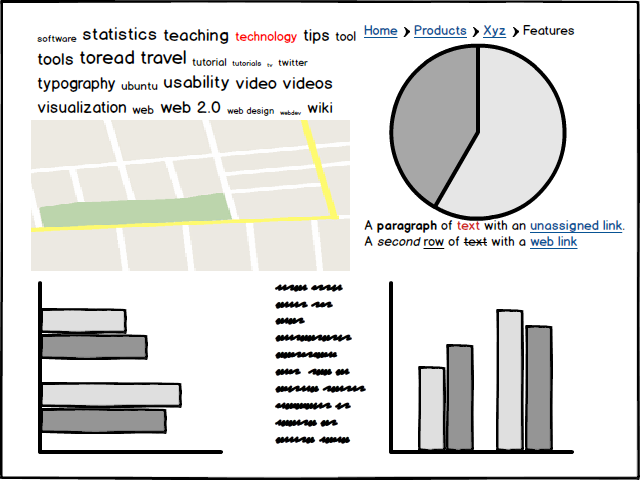 software statistics teaching technology tips tool
tools toread travel tutorial tutorials tv twitter
typography ubuntu usability video videos
visualization web web 2.0 web design webdev wiki
Home > Products > Xyz > Features
A paragraph of text with an unassigned link.
A second row of text with a web link